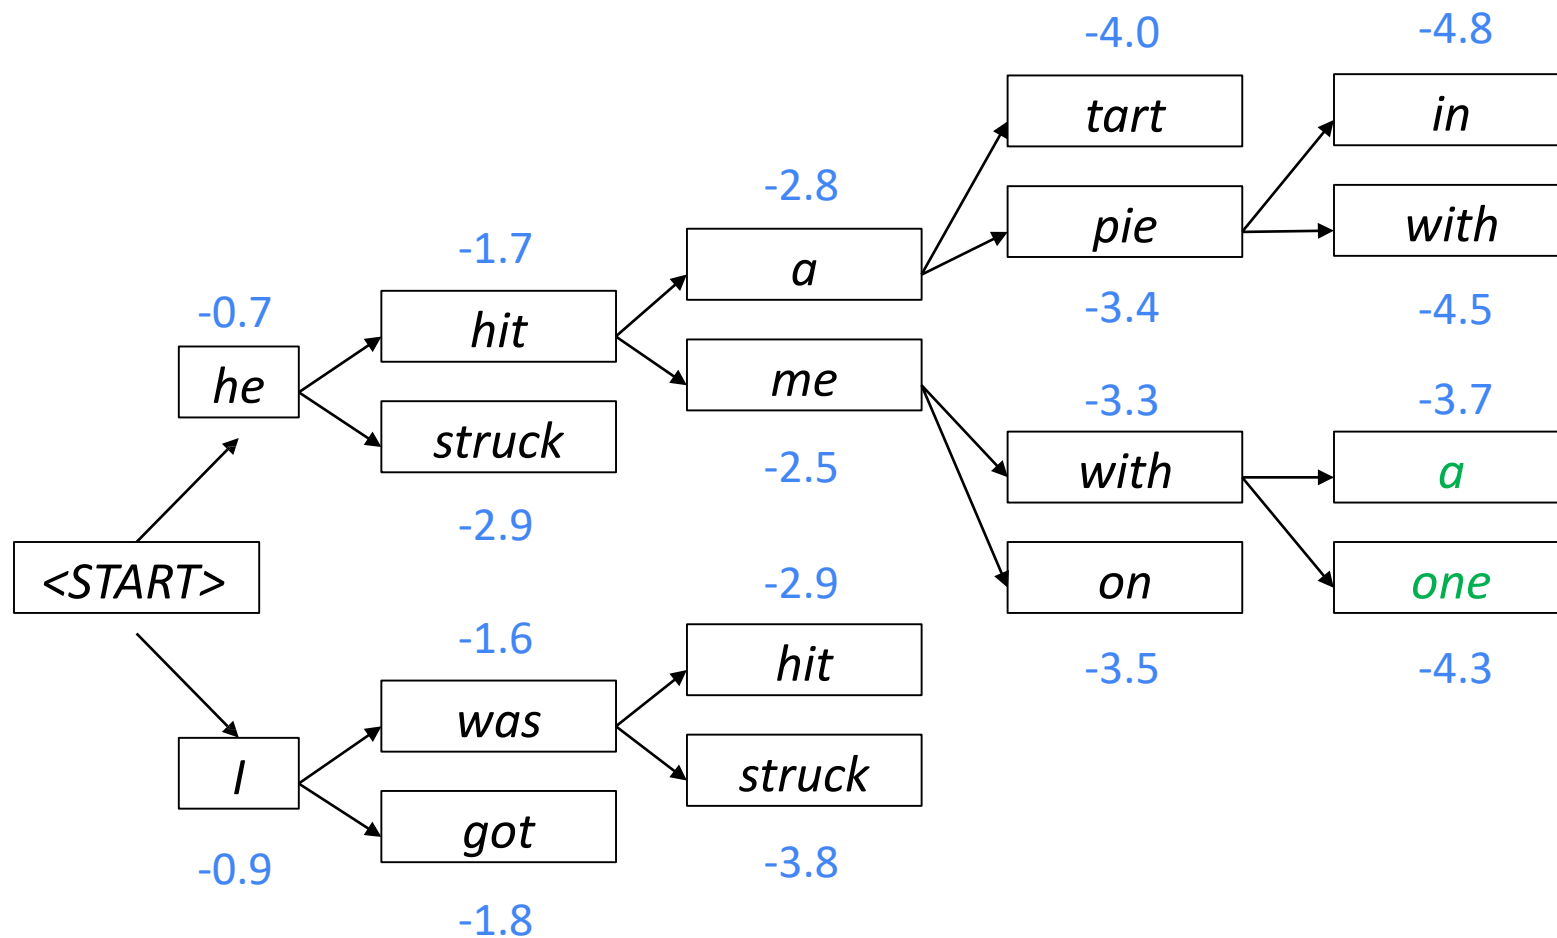 -4.0
-4.8
tart
in
-2.8
pie
with
-1.7
a
-3.4
-4.5
-0.7
hit
he
me
-3.3
-3.7
struck
-2.5
with
a
-2.9
<START>
-2.9
on
one
-1.6
hit
-3.5
-4.3
was
I
struck
got
-0.9
-3.8
-1.8